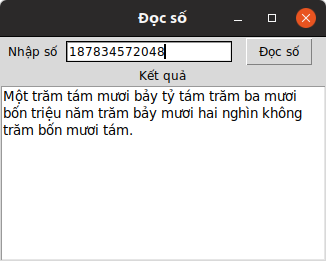 Đọc số
Nhập số 187834572048 Đọc số
Kết quả
Một trăm tám mươi bảy tỷ tám trăm ba mươi
bốn triệu năm trăm bảy mươi hai nghìn không
trăm bốn mươi tám.